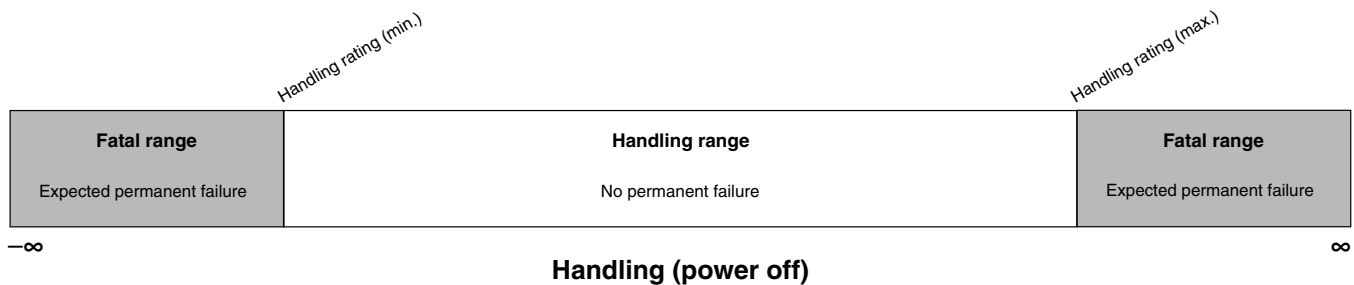 Handling rating (min.)
Handling rating (max.)
Fatal range
Handling range
Fatal range
Expected permanent failure
No permanent failure
Expected permanent failure
–∞
∞
Handling (power off)